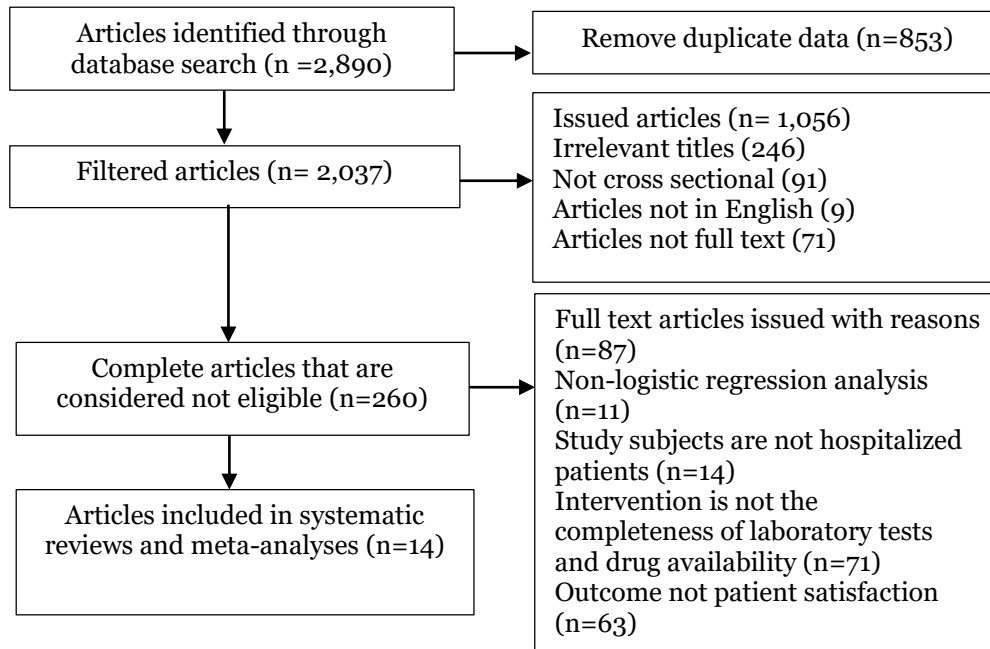 Articles identified through
database search (n =2,890)
Remove duplicate data (n=853)
Filtered articles (n= 2,037)
Issued articles (n= 1,056)
Irrelevant titles (246)
Not cross sectional (91)
Articles not in English (9)
Articles not full text (71)
Complete articles that are
considered not eligible (n=260)
Full text articles issued with reasons
(n=87)
Non-logistic regression analysis
(n=11)
Study subjects are not hospitalized
patients (n=14)
Intervention is not the
completeness of laboratory tests
and drug availability (n=71)
Outcome not patient satisfaction
(n=63)
Articles included in systematic
reviews and meta-analyses (n=14)